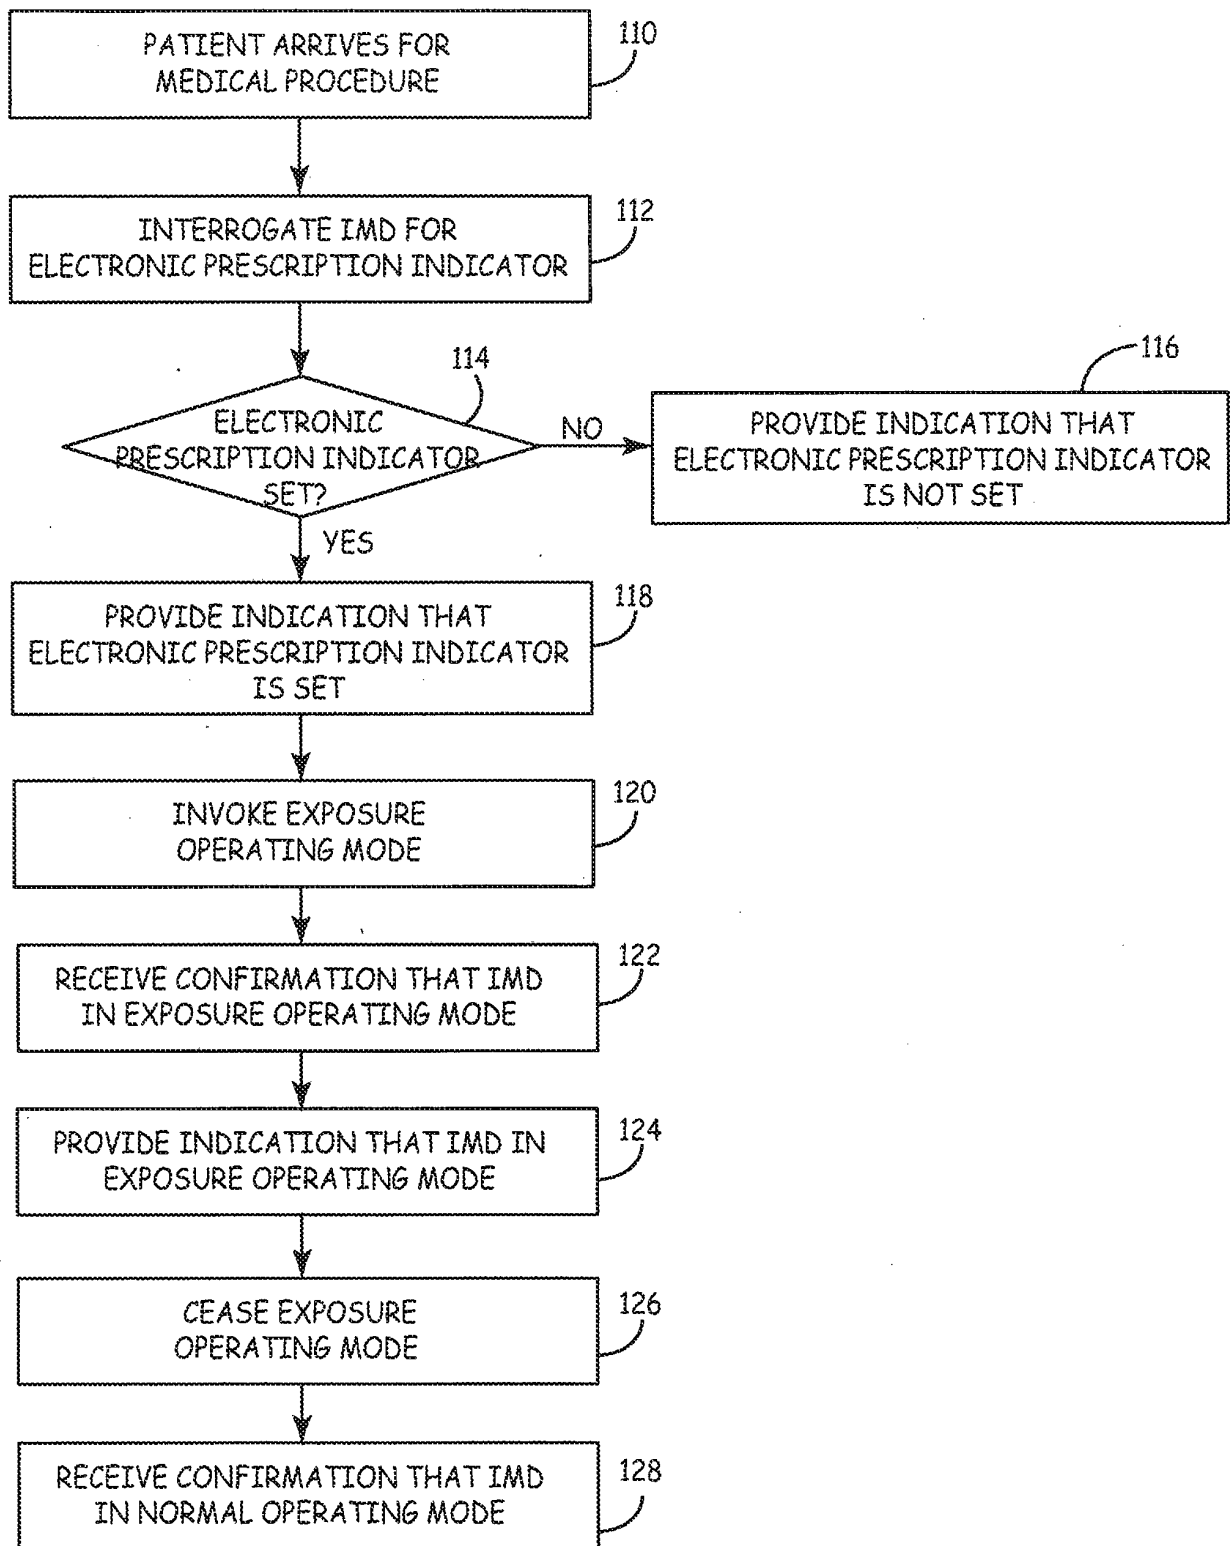 PATIENT ARRIVES FOR
MEDICAL PROCEDURE
110
INTERROGATE IMD FOR
ELECTRONIC PRESCRIPTION INDICATOR
112
ELECTRONIC
PRESCRIPTION INDICATOR
SET?
114
NO
116
PROVIDE INDICATION THAT
ELECTRONIC PRESCRIPTION INDICATOR
IS NOT SET
YES
PROVIDE INDICATION THAT
ELECTRONIC PRESCRIPTION INDICATOR
IS SET
118
INVOKE EXPOSURE
OPERATING MODE
120
RECEIVE CONFIRMATION THAT IMD
IN EXPOSURE OPERATING MODE
122
PROVIDE INDICATION THAT IMD IN
EXPOSURE OPERATING MODE
124
CEASE EXPOSURE
OPERATING MODE
126
RECEIVE CONFIRMATION THAT IMD
IN NORMAL OPERATING MODE
128